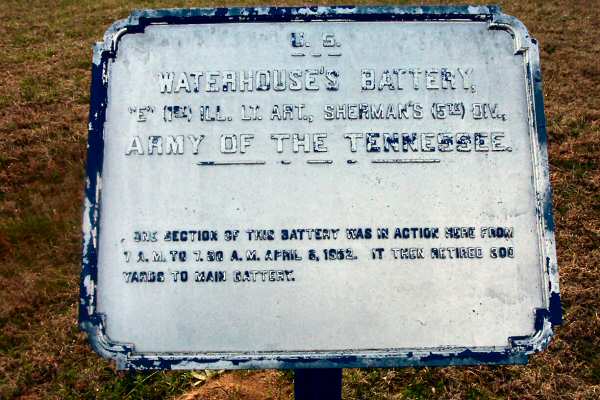 U. S.
WATERHOUSE'S BATTERY,
"E" (1ST) ILL. LT. ART., SHERMAN'S (5TH) DIV.,
ARMY OF THE TENNESSEE.
ONE SECTION OF THIS BATTERY WAS IN ACTION HERE FROM
7 A.M. TO 7.30 A.M. APRIL 6, 1862. IT THEN RETIRED
YARDS TO MAIN BATTERY.